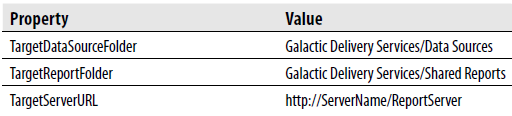 Property Value
TargetDataSourceFolder Galactic Delivery Services/Data Sources
TargetReportFolder Galactic Delivery Services/Shared Reports
TargetServerURL http://ServerName/ReportServer